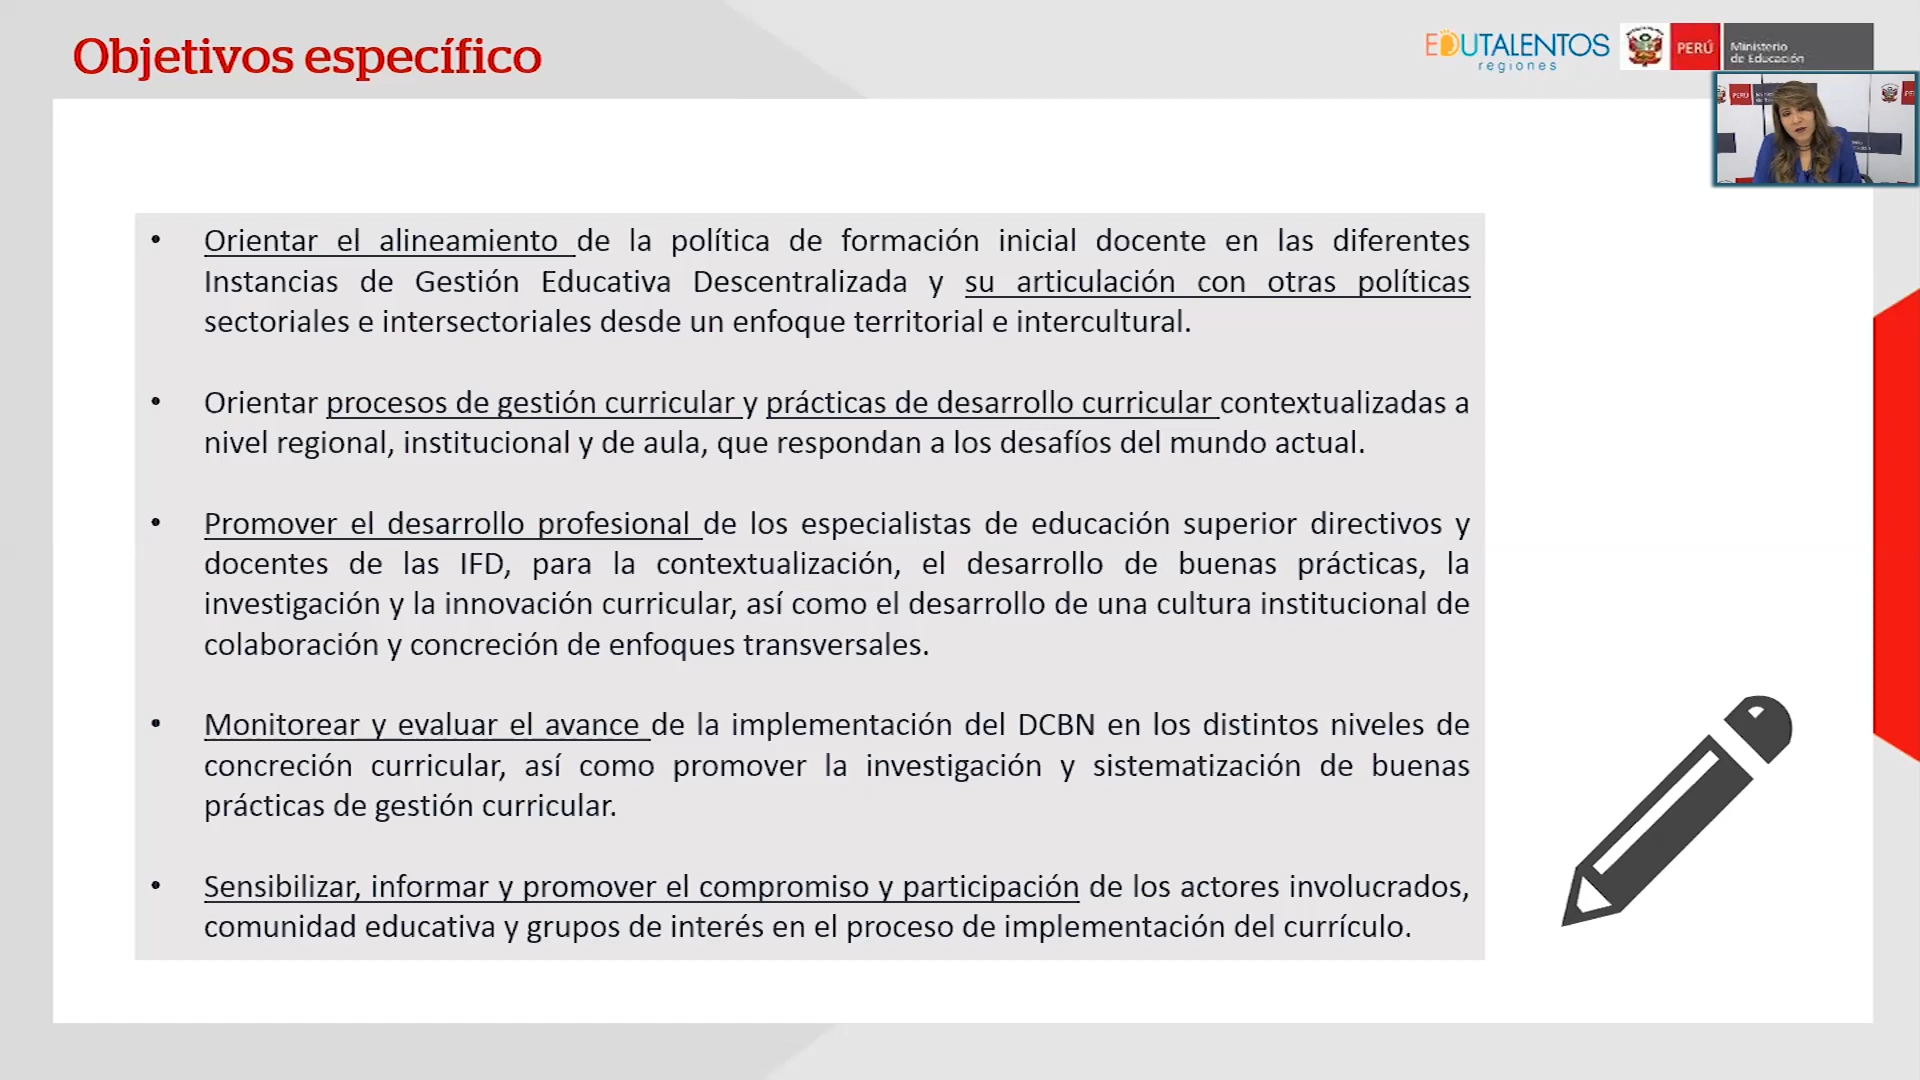 Objetivos específico
EDUTALENTOS
regiones
PERÚ
Ministerio
de Educación
PERÚ
• Orientar el alineamiento de la política de formación inicial docente en las diferentes
Instancias de Gestión Educativa Descentralizada y su articulación con otras políticas
sectoriales e intersectoriales desde un enfoque territorial e intercultural.
• Orientar procesos de gestión curricular y prácticas de desarrollo curricular contextualizadas a
nivel regional, institucional y de aula, que respondan a los desafíos del mundo actual.
• Promover el desarrollo profesional de los especialistas de educación superior directivos y
docentes de las IFD, para la contextualización, el desarrollo de buenas prácticas, la
investigación y la innovación curricular, así como el desarrollo de una cultura institucional de
colaboración y concreción de enfoques transversales.
• Monitorear y evaluar el avance de la implementación del DCBN en los distintos niveles de
concreción curricular, así como promover la investigación y sistematización de buenas
prácticas de gestión curricular.
• Sensibilizar, informar y promover el compromiso y participación de los actores involucrados,
comunidad educativa y grupos de interés en el proceso de implementación del currículo.